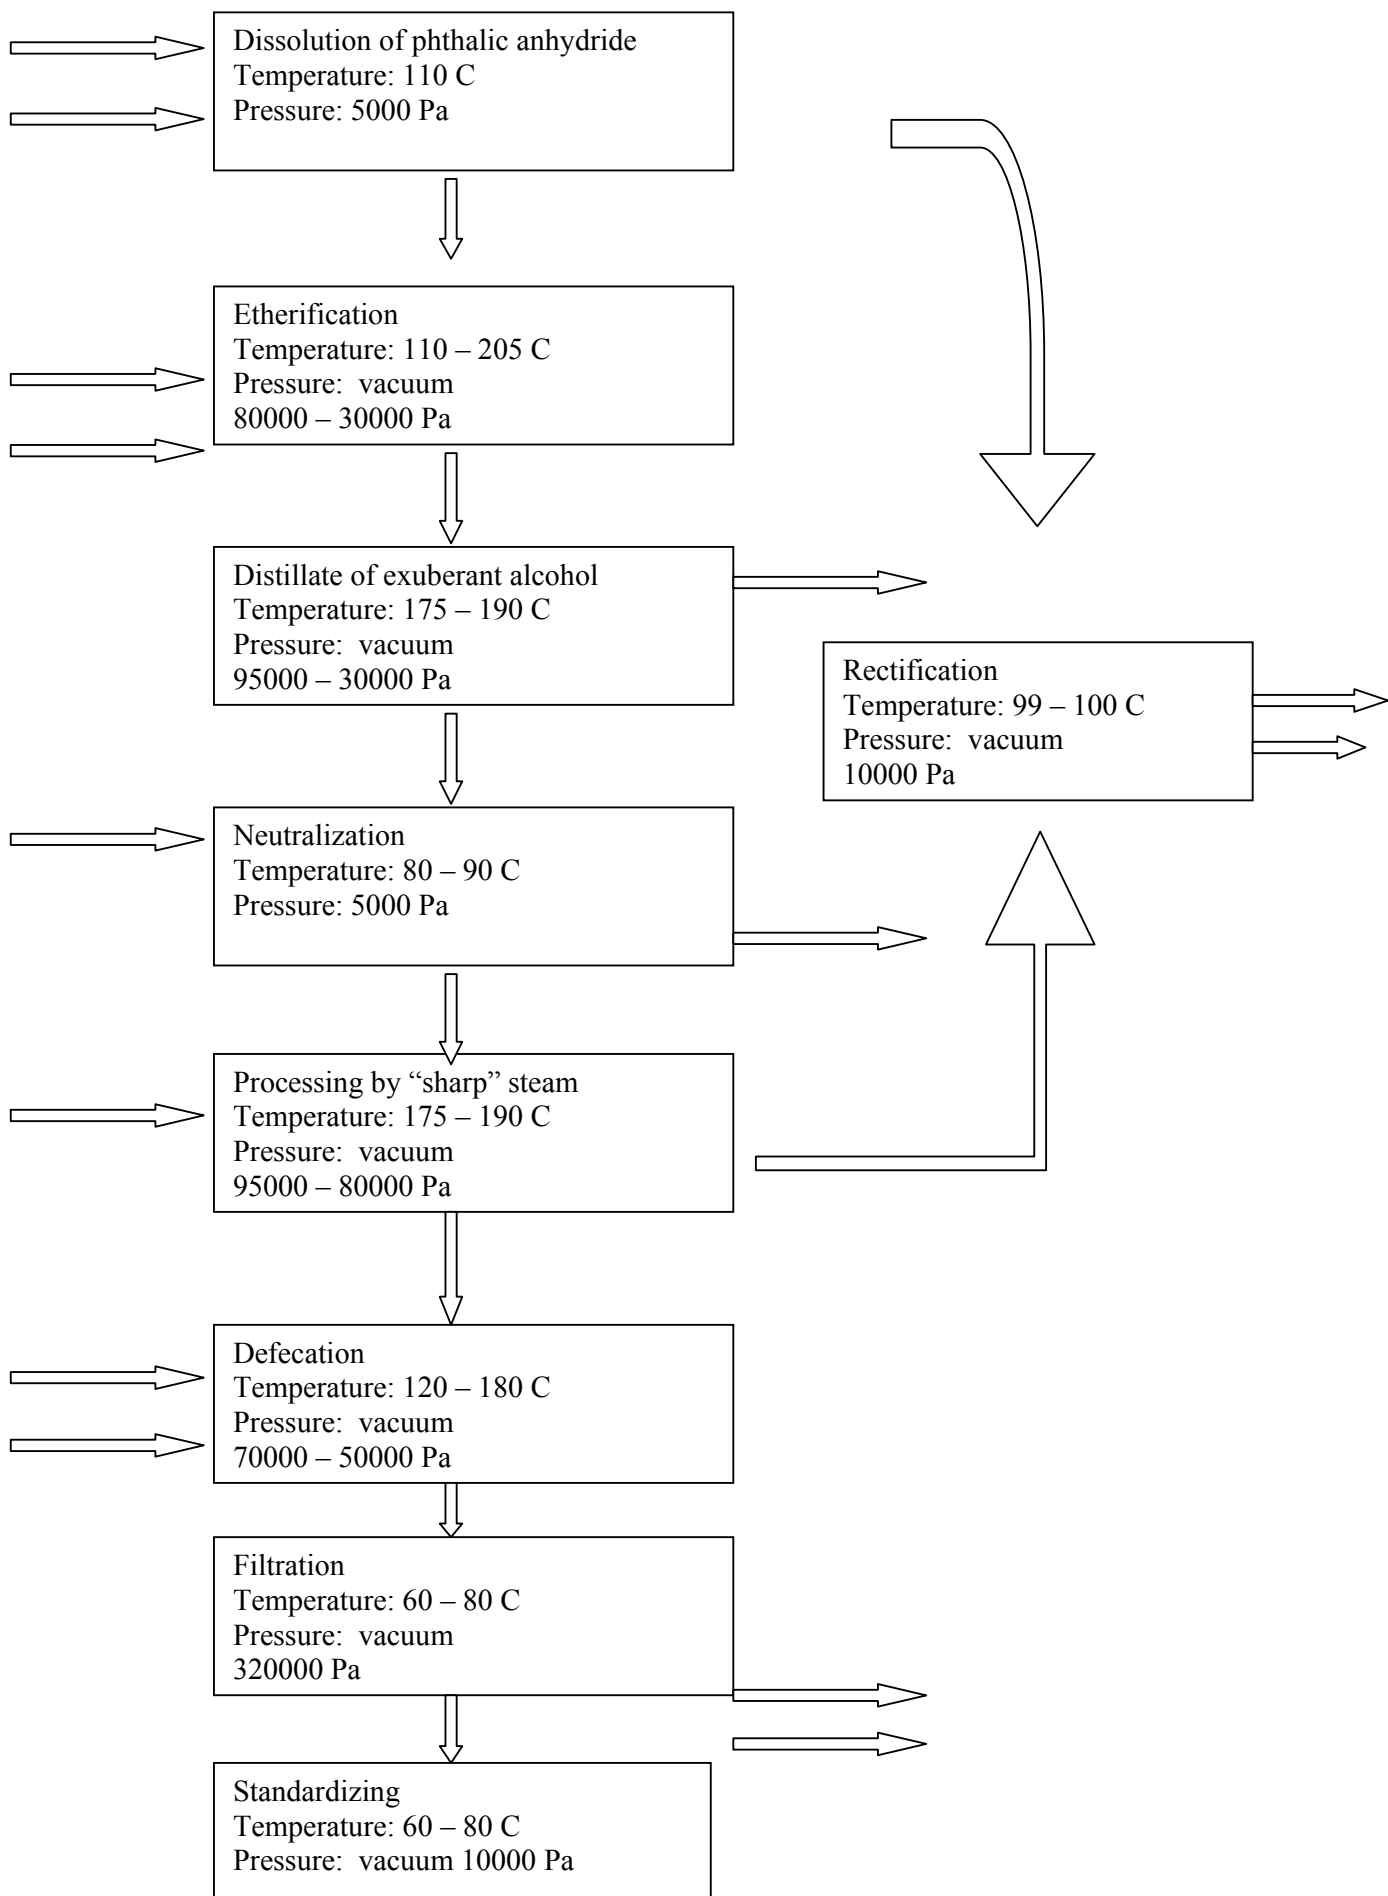 Dissolution of phthalic anhydride
Temperature: 110 C
Pressure: 5000 Pa
Etherification
Temperature: 110 – 205 C
Pressure:  vacuum
80000 – 30000 Pa
Distillate of exuberant alcohol
Temperature: 175 – 190 C
Pressure:  vacuum
95000 – 30000 Pa
Rectification
Temperature: 99 – 100 C
Pressure:  vacuum
10000 Pa
Neutralization
Temperature: 80 – 90 C
Pressure: 5000 Pa
Processing by “sharp” steam
Temperature: 175 – 190 C
Pressure:  vacuum
95000 – 80000 Pa
Defecation
Temperature: 120 – 180 C
Pressure:  vacuum
70000 – 50000 Pa
Filtration
Temperature: 60 – 80 C
Pressure:  vacuum
320000 Pa
Standardizing
Temperature: 60 – 80 C
Pressure:  vacuum 10000 Pa